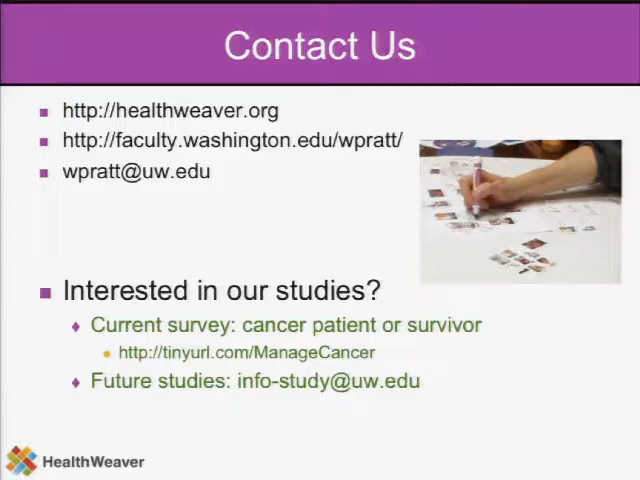 Contact Us
http://healthweaver.org
http://faculty.washington.edu/wpratt/
wpratt@uw.edu
Interested in our studies?
Current survey: cancer patient or survivor
http://tinyurl.com/ManageCancer
Future studies: info-study@uw.edu
HealthWeaver